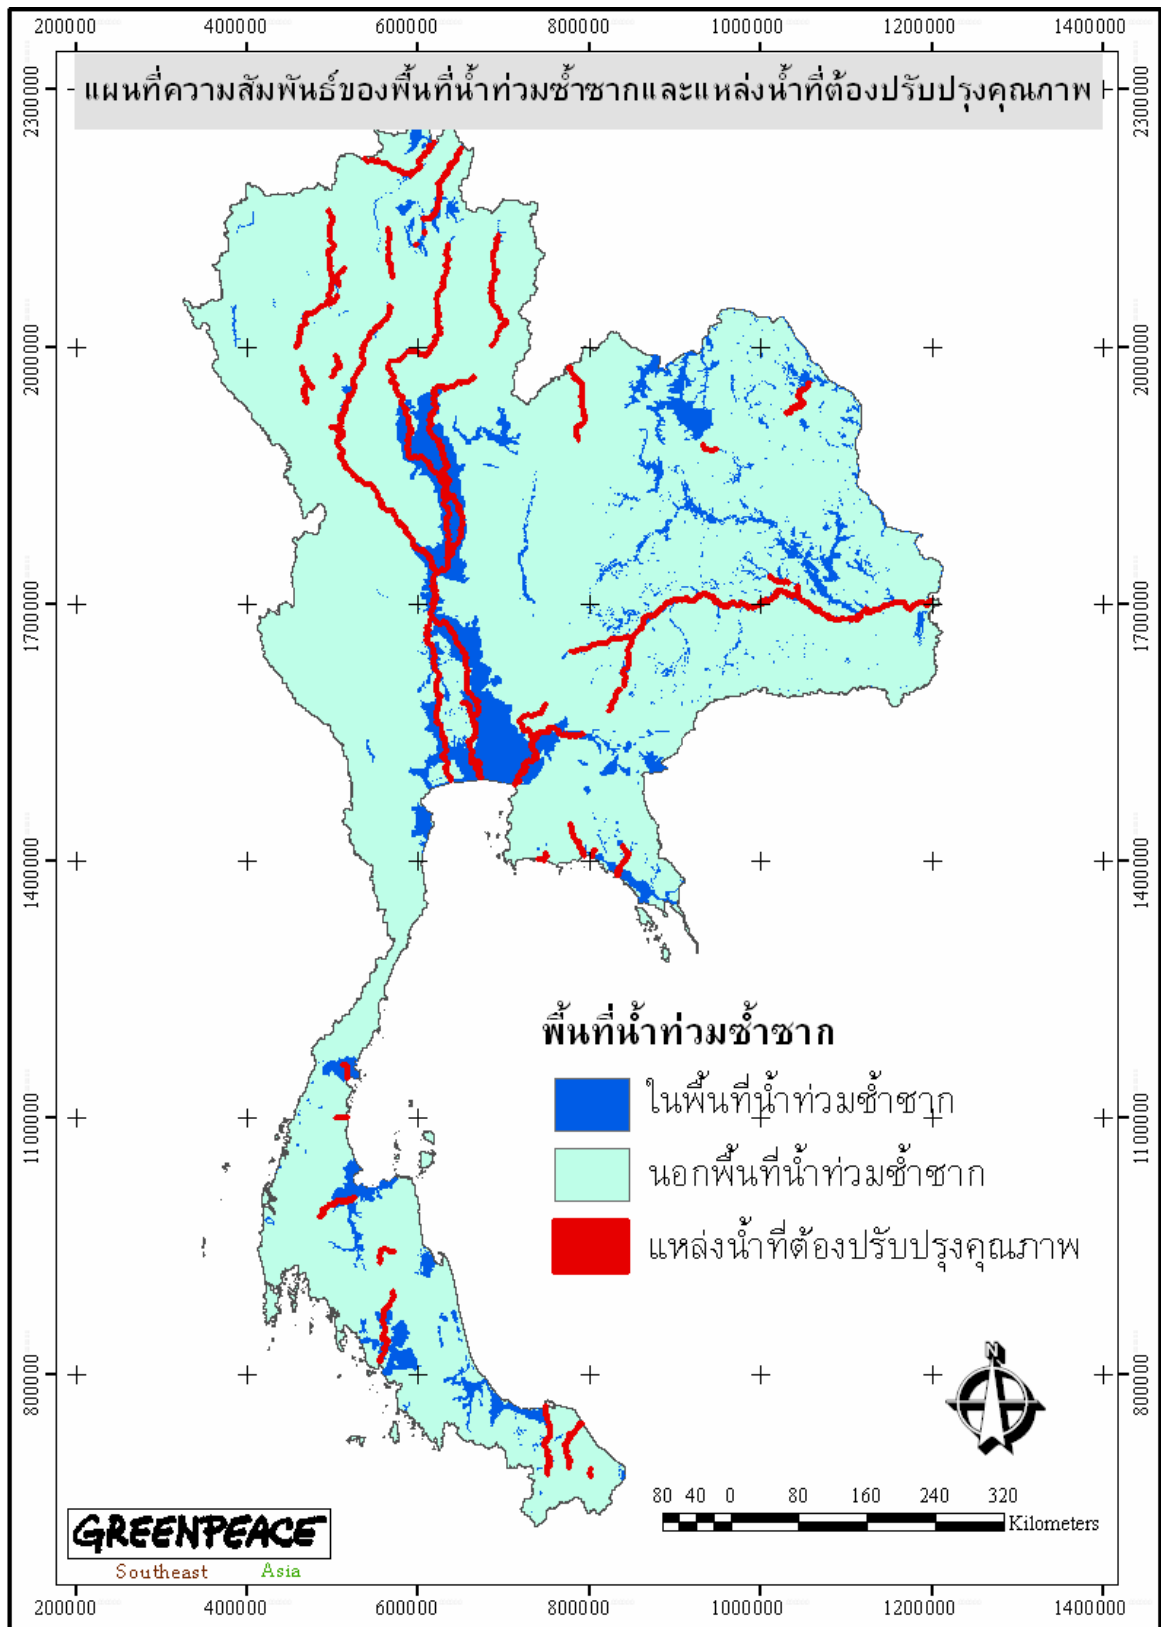 200000 400000 600000 800000 1000000 1200000 1400000
แผนที่ความสัมพันธ์ของพื้นที่น้ำท่วมซ้ำซากและแหล่งน้ำที่ต้องปรับปรุงคุณภาพ
2300000 2300000
2000000 2000000
1700000 1700000
1400000 1400000
พื้นที่น้ำท่วมซ้ำซาก
ในพื้นที่น้ำท่วมซ้ำซาก
1100000 1100000
นอกพื้นที่น้ำท่วมซ้ำซาก
แหล่งน้ำที่ต้องปรับปรุงคุณภาพ
N
800000 800000
80 40 0 80 160 240 320
Kilometers
GREENPEACE
Southeast Asia
200000 400000 600000 800000 1000000 1200000 1400000